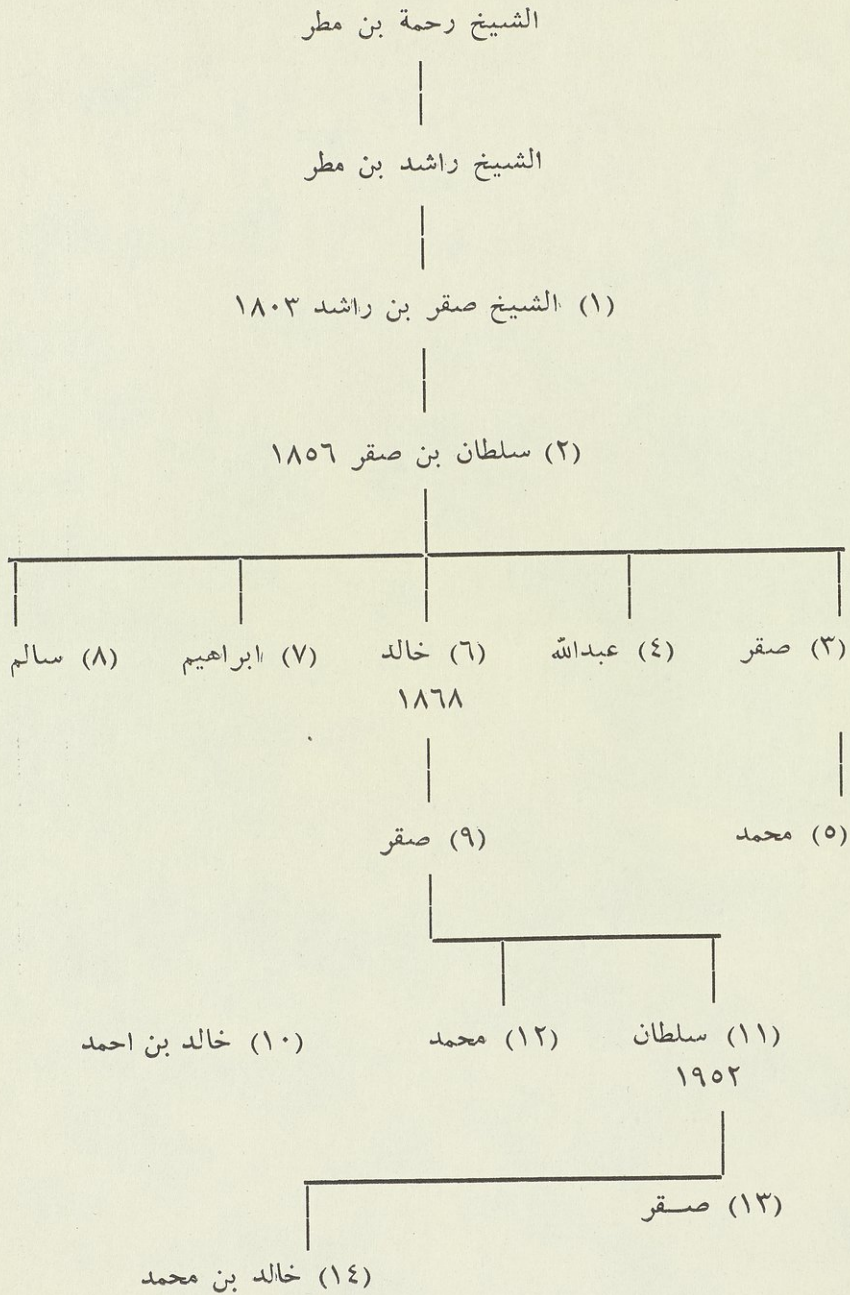 الشيخ رحمة بن مطر
الشيخ راشد بن مطر
(١) الشيخ صقر بن راشد ١٨٠٣
(٢) سلطان بن صقر ١٨٥٦
(٣) صقر (٤) عبدالله (٦) خالد (٧) ابراهيم (٨) سالم
١٨٦٨
(٥) محمد (٩) صقر
(١١) سلطان (١٢) محمد (١٠) خالد بن احمد
١٩٥٢
(١٣) صقر
(١٤) خالد بن محمد